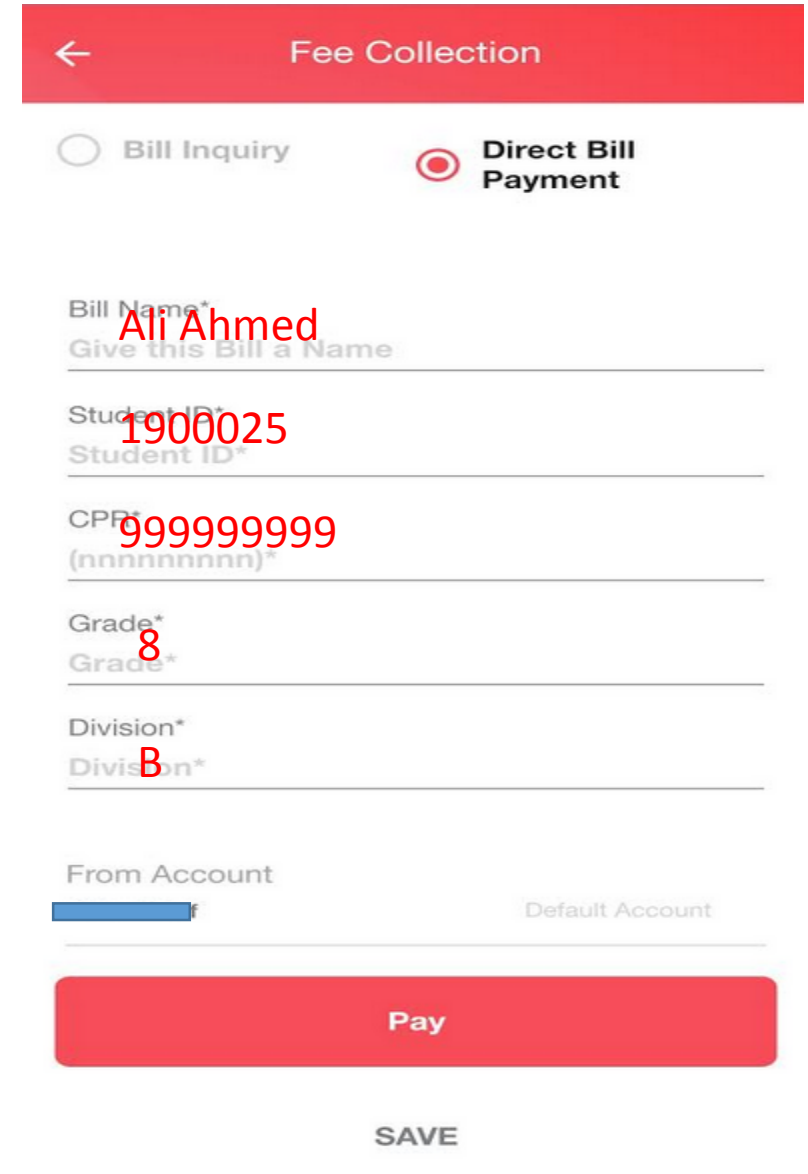 Fee Collection
Bill Inquiry
Direct Bill
Payment
Bill Name*
Ali Ahmed
Give this Bill a Name
Student ID*
1900025
Student ID*
CPR*
999999999
(nnnnnnnnn)*
Grade*
8
Grade*
Division*
B
Division*
From Account
f
Default Account
Pay
SAVE